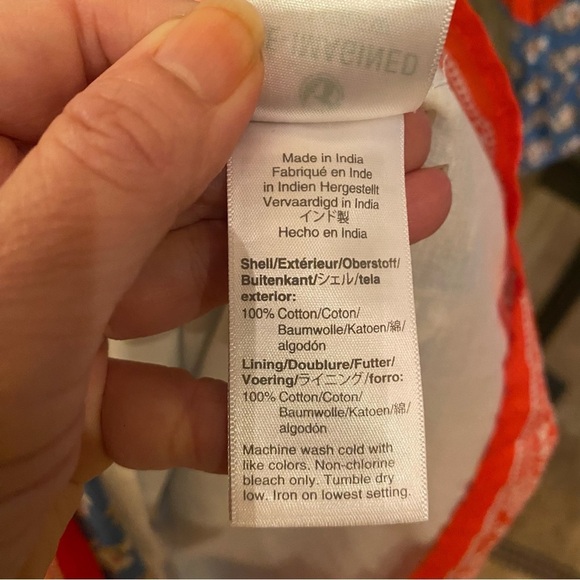 E-IMAGINED
Made in India
Fabriqué en Inde
in Indien Hergestellt
Vervaardigd in India
インド製
Hecho en India
Shell/Extérieur/Oberstoff/
Buitenkant/シェル/tela
exterior:
100% Cotton/Coton/
Baumwolle/Katoen/綿/
algodón
Lining/Doublure/Futter/
Voering/ライニング/forro:
100% Cotton/Coton/
Baumwolle/Katoen/綿/
algodón
Machine wash cold with
like colors. Non-chlorine
bleach only. Tumble dry
low. Iron on lowest setting.